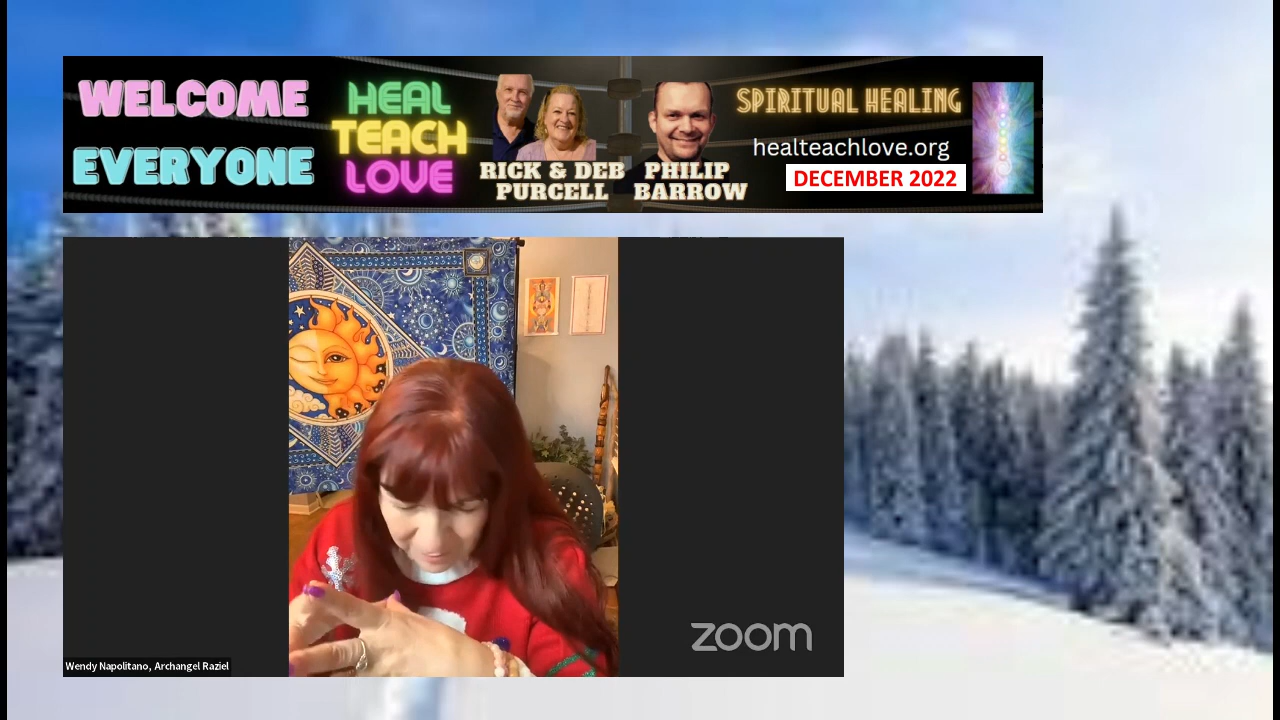 WELCOME
EVERYONE
HEAL
TEACH
LOVE
RICK & DEB
PURCELL
PHILIP
BARROW
SPIRITUAL HEALING
healteachlove.org
DECEMBER 2022
zoom
Wendy Napolitano, Archangel Raziel